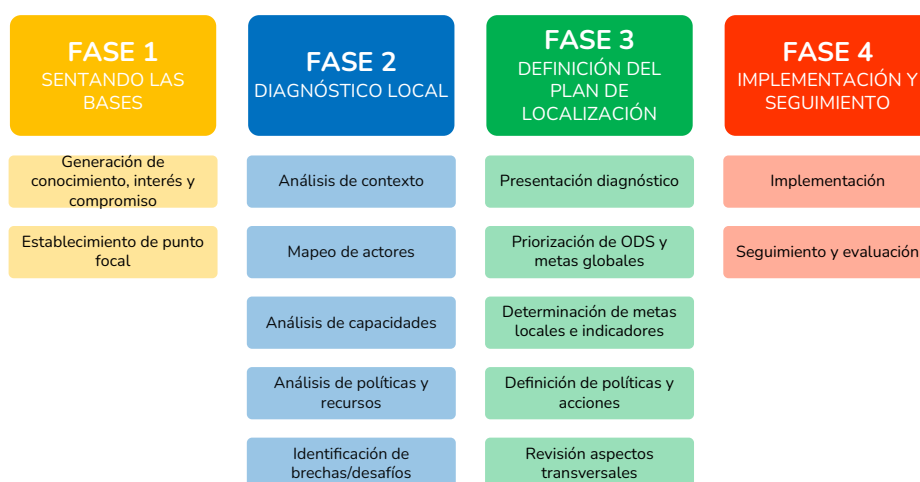 FASE 1
SENTANDO LAS
BASES
Generación de
conocimiento, interés y
compromiso
Establecimiento de punto
focal
FASE 2
DIAGNÓSTICO LOCAL
Análisis de contexto
Mapeo de actores
Análisis de capacidades
Análisis de políticas y
recursos
Identificación de
brechas/desafíos
FASE 3
DEFINICIÓN DEL
PLAN DE
LOCALIZACIÓN
Presentación diagnóstico
Priorización de ODS y
metas globales
Determinación de metas
locales e indicadores
Definición de políticas y
acciones
Revisión aspectos
transversales
FASE 4
IMPLEMENTACIÓN Y
SEGUIMIENTO
Implementación
Seguimiento y evaluación